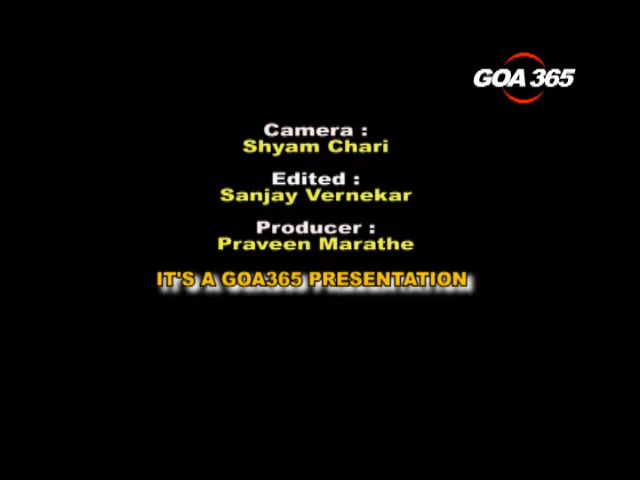 GOA 365
Camera :
Shyam Chari
Edited :
Sanjay Vernekar
Producer :
Praveen Marathe
IT'S A GOA365 PRESENTATION